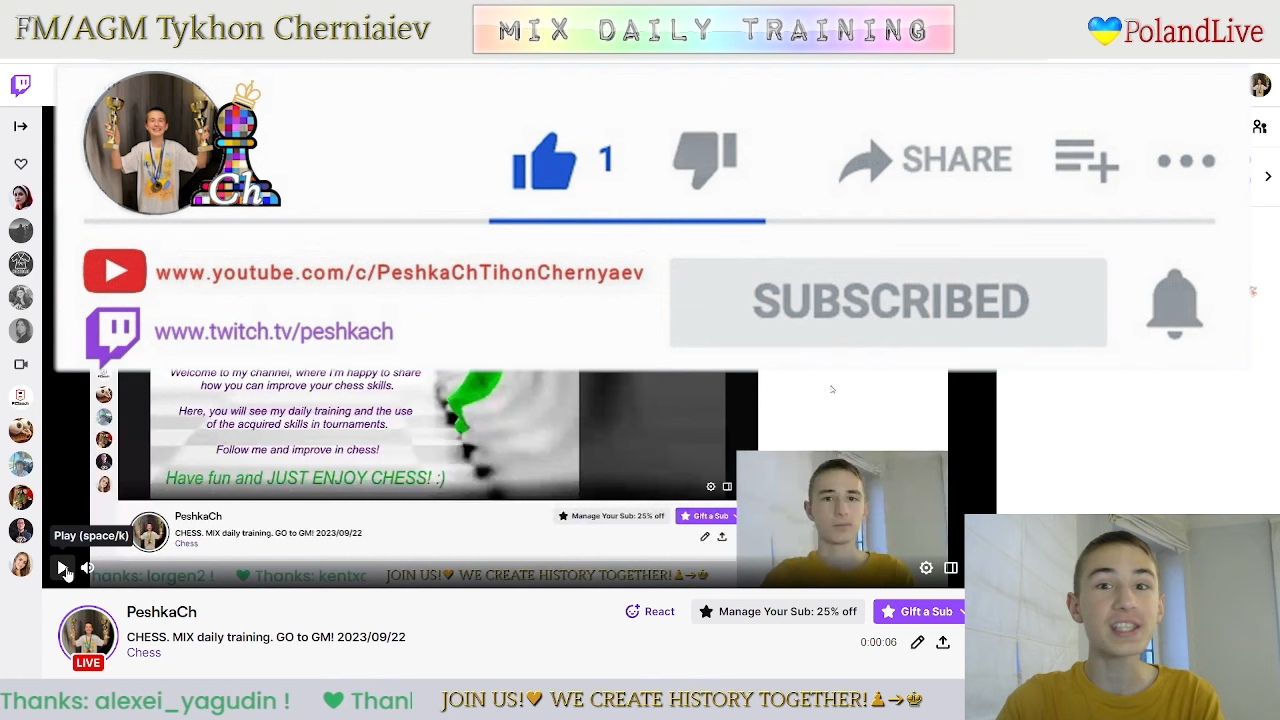 FM/AGM Tykhon Cherniaiev
MIX DAILY TRAINING
PolandLive
Ch
1
SHARE
www.youtube.com/c/PeshkaChTihonChernyaev
SUBSCRIBED
www.twitch.tv/peshkach
Welcome to my channel, where I'm happy to share
how you can improve your chess skills.
Here, you will see my daily training and the use
of the acquired skills in tournaments.
Follow me and improve in chess!
Have fun and JUST ENJOY CHESS! :)
PeshkaCh
Manage Your Sub: 25% off
Gift a Sub
Play (space/k)
CHESS. MIX daily training. GO to GM! 2023/09/22
Chess
hanks: lorgen2 !
Thanks: kentxc
JOIN US! WE CREATE HISTORY TOGETHER!
PeshkaCh
React
Manage Your Sub: 25% off
Gift a Sub
CHESS. MIX daily training. GO to GM! 2023/09/22
0:00:06
Chess
LIVE
Thanks: alexei_yagudin !
Than
JOIN US! WE CREATE HISTORY TOGETHER!